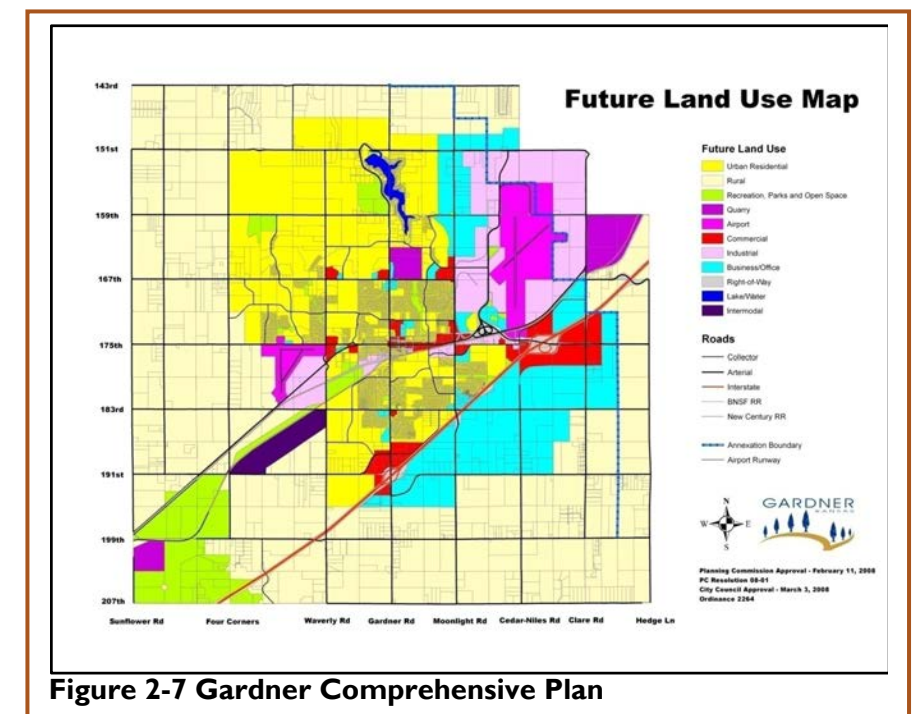 Future Land Use Map
143rd
151st
159th
167th
175th
183rd
191st
199th
207th
Sunflower Rd
Four Corners
Waverly Rd
Gardner Rd
Moonlight Rd
Cedar-Niles Rd
Clare Rd
Hedge Ln
Future Land Use
Urban Residential
Rural
Recreation, Parks and Open Space
Quarry
Airport
Commercial
Industrial
Business/Office
Right-of-Way
Lake/Water
Intermodal
Roads
Collector
Arterial
Interstate
BNSF RR
New Century RR
Annexation Boundary
Airport Runway
N
W E
S
GARDNER
KANSAS
Planning Commission Approval - February 11, 2008
PC Resolution 08-01
City Council Approval - March 3, 2008
Ordinance 2264
Figure 2-7 Gardner Comprehensive Plan